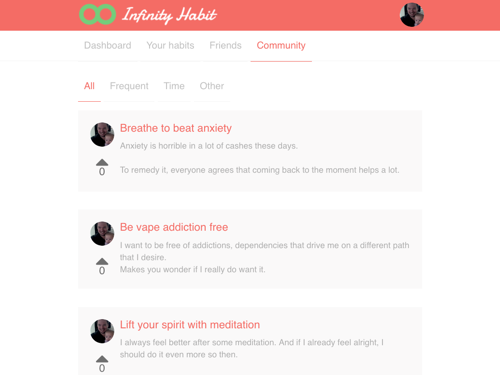 Infinity Habit
Dashboard Your habits Friends Community
All Frequent Time Other
Breathe to beat anxiety
Anxiety is horrible in a lot of cashes these days.
0
To remedy it, everyone agrees that coming back to the moment helps a lot.
Be vape addiction free
I want to be free of addictions, dependencies that drive me on a different path
that I desire.
0
Makes you wonder if I really do want it.
Lift your spirit with meditation
I always feel better after some meditation. And if I already feel alright, I
should do it even more so then.
0